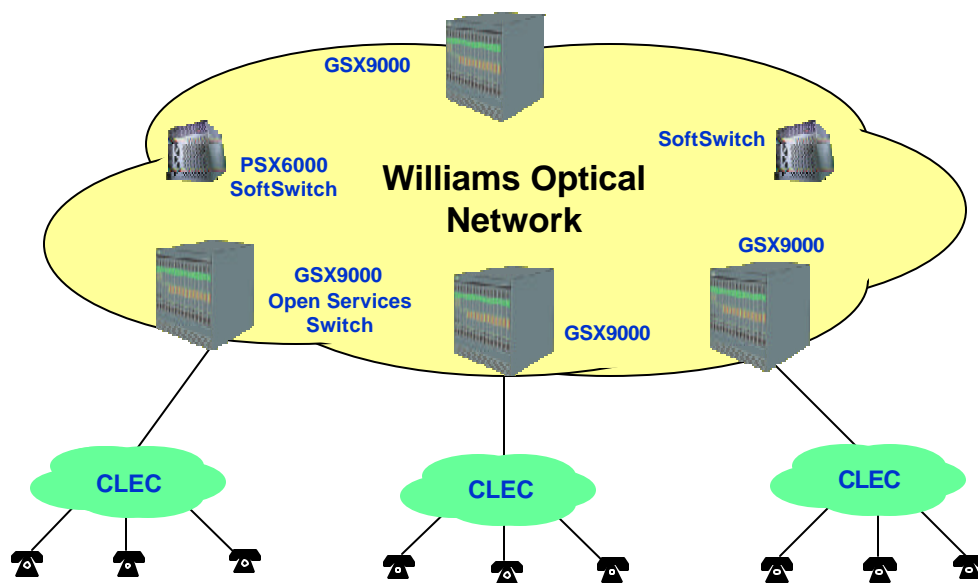 GSX9000
PSX6000
SoftSwitch
SoftSwitch
Williams Optical
Network
GSX9000
Open Services
Switch
GSX9000
GSX9000
CLEC
CLEC
CLEC